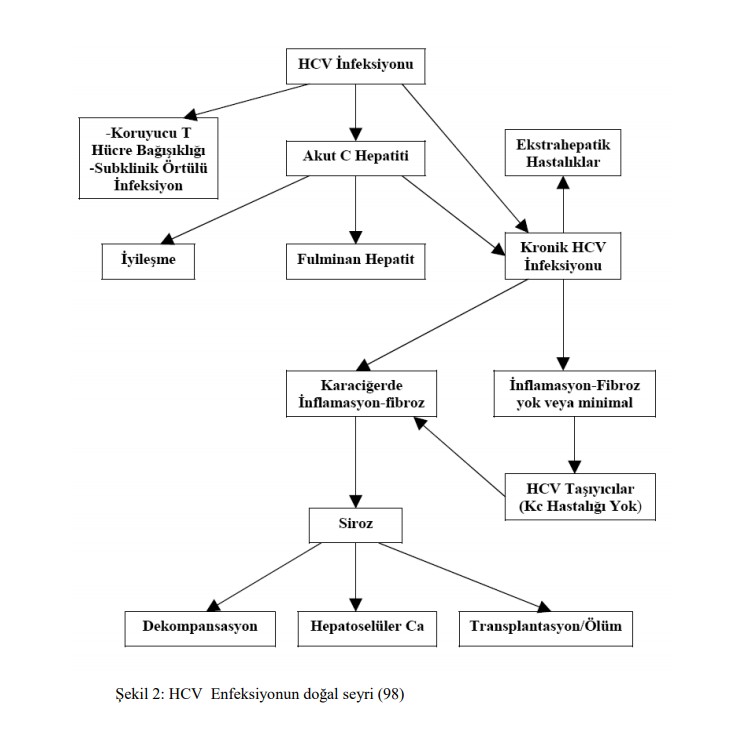 HCV İnfeksiyonu
-Koruyucu T
Hücre Bağışıklığı
-Subklinik Örtülü
İnfeksiyon
Akut C Hepatiti
Ekstrahepatik
Hastalıklar
İyileşme
Fulminan Hepatit
Kronik HCV
İnfeksiyonu
Karaciğerde
İnflamasyon-fibroz
İnflamasyon-Fibroz
yok veya minimal
HCV Taşıyıcılar
(Kc Hastalığı Yok)
Siroz
Dekompansasyon
Hepatoselüler Ca
Transplantasyon/Ölüm
Şekil 2: HCV  Enfeksiyonun doğal seyri (98)